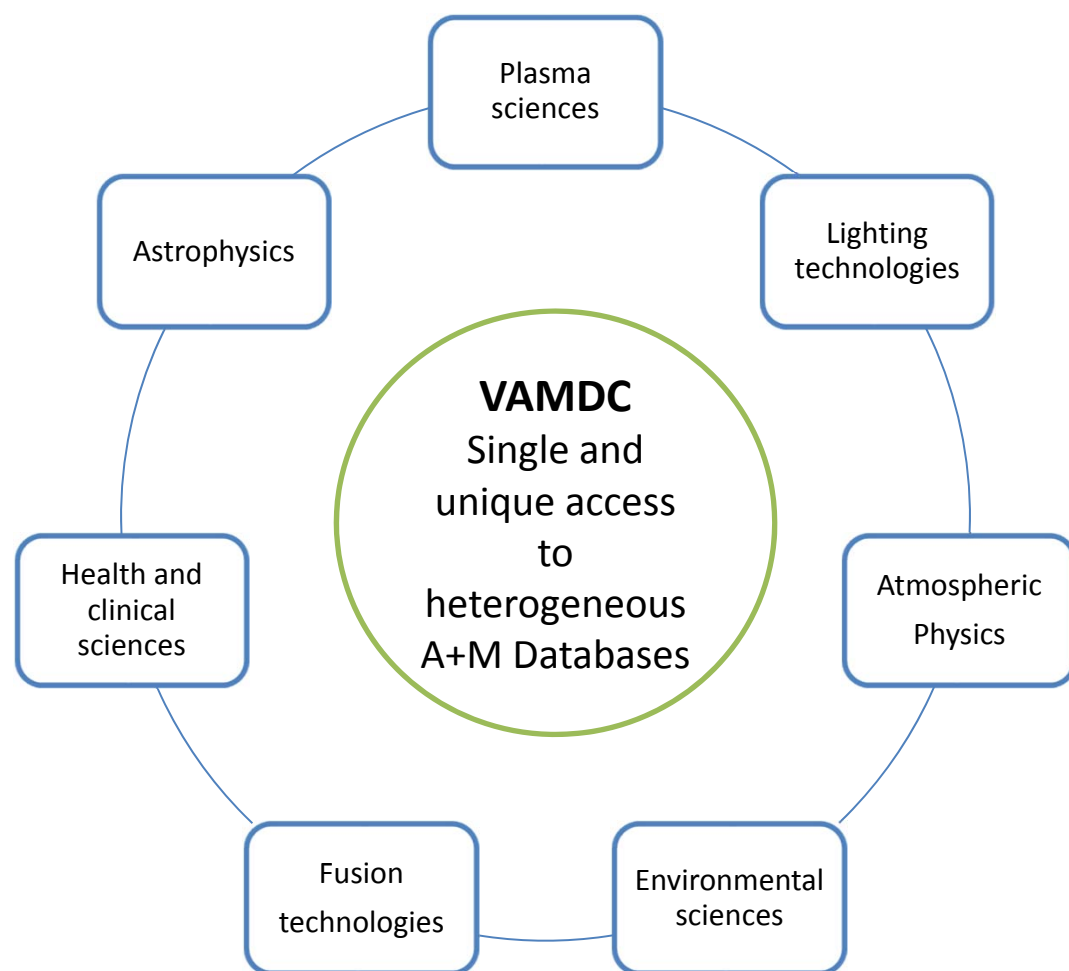 Plasma
sciences
Astrophysics
Lighting
technologies
VAMDC
Single and
unique access
to
heterogeneous
A+M Databases
Health and
clinical
sciences
Atmospheric
Physics
Fusion
technologies
Environmental
sciences